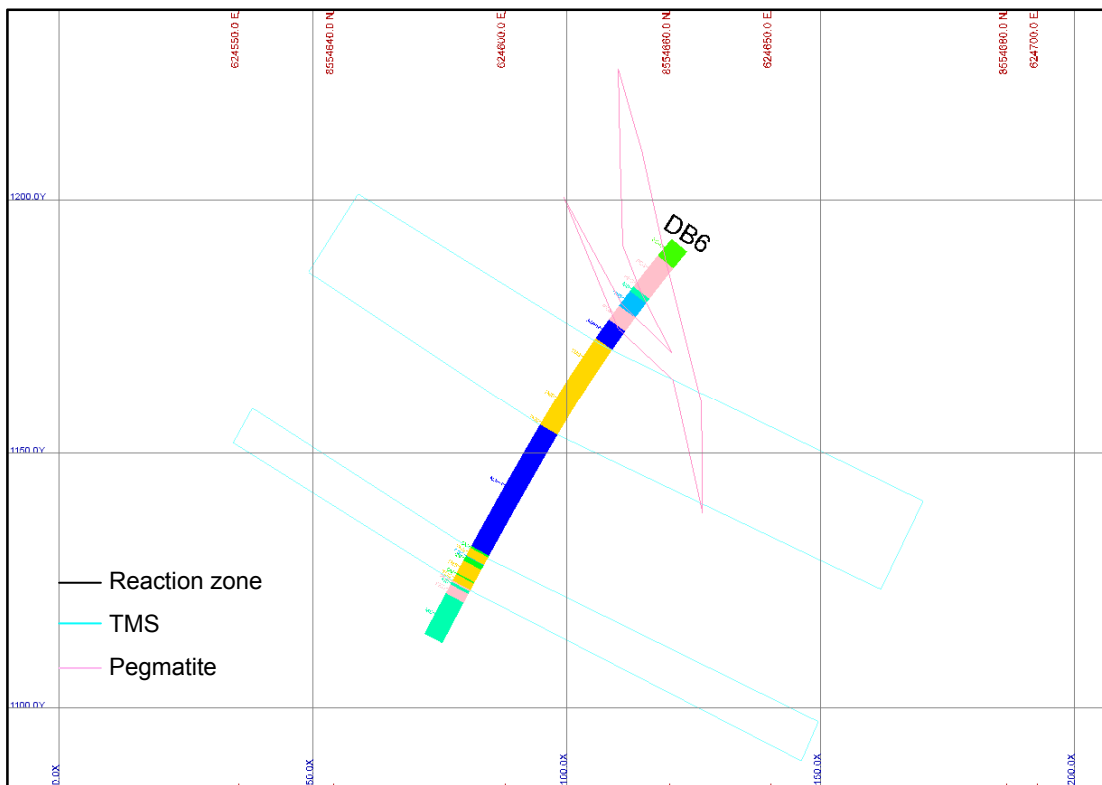 624550.0 E
8554640.0 N
624600.0 E
8554660.0 N
624650.0 E
8554680.0 N
624700.0 E
1200.0Y
DB6
1150.0Y
Reaction zone
TMS
Pegmatite
1100.0Y
0.0X
50.0X
100.0X
150.0X
200.0X